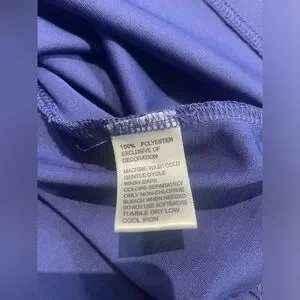 100% POLYESTER
EXCLUSIVE OF
DECORATION
MACHINE WASH COLD
GENTLE CYCLE
WASH DARK
COLORS SEPARATELY
ONLY NON-CHLORINE
BLEACH WHEN NEEDED
DO NOT USE SOFTENERS
TUMBLE DRY LOW
COOL IRON